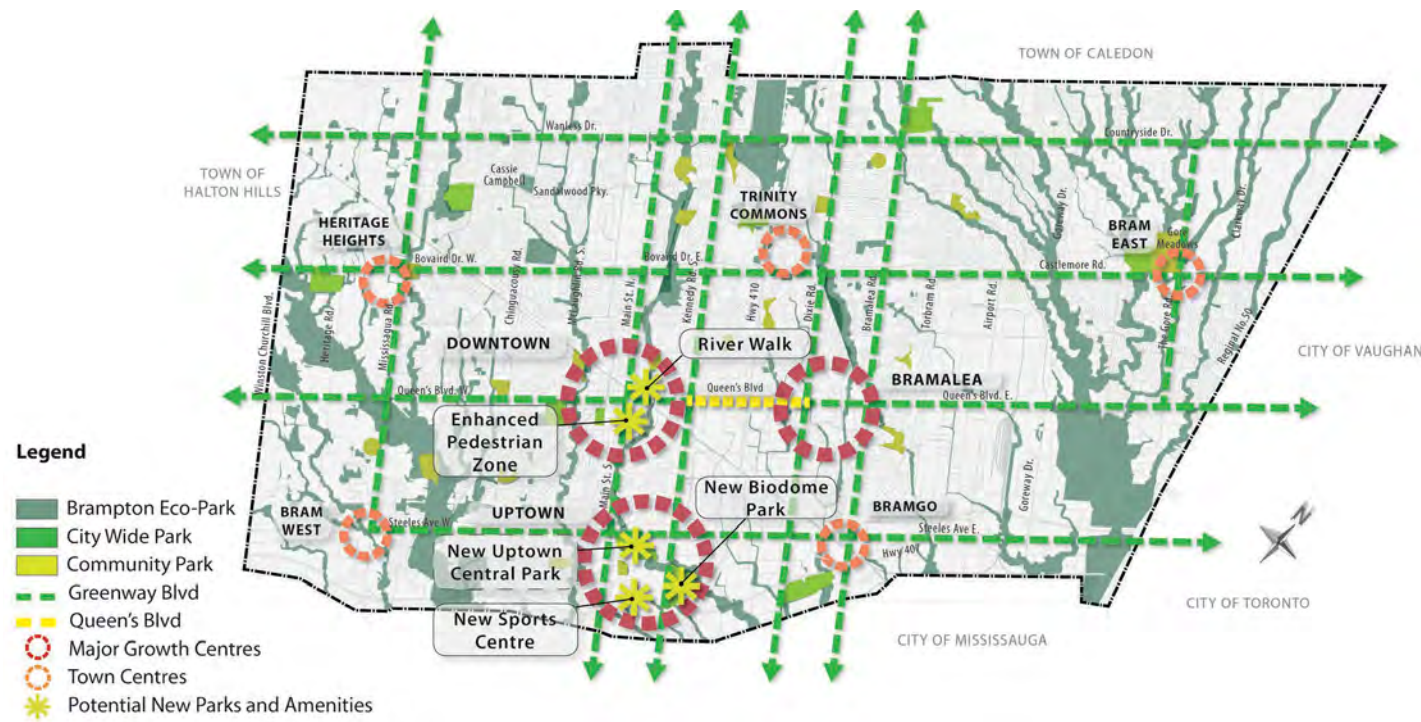 TOWN OF CALEDON
Wanless Dr.
Countryside Dr.
TOWN OF
HALTON HILLS
Cassie
Campbell
Sandalwood Pky.
TRINITY
COMMONS
HERITAGE
HEIGHTS
BRAM
EAST
Gore
Meadows
Goreway Dr.
Clarkway Dr.
Bovaird Dr. W.
Bovaird Dr. E.
Castlemore Rd.
Chinguacousy Rd.
McLaughlin Rd. S.
Main St. N.
Kennedy Rd. S.
Hwy 410
Dixie Rd.
Bramalea Rd.
Torbram Rd.
Airport Rd.
The Gore Rd.
Regional No.50
Winston Churchill Blvd.
Heritage Rd.
Mississagua Rd.
DOWNTOWN
River Walk
CITY OF VAUGHAN
BRAMALEA
Queen's Blvd. W.
Queen's Blvd
Queen's Blvd. E.
Enhanced
Pedestrian
Zone
Main St. S.
Goreway Dr.
New Biodome
Park
BRAM
WEST
UPTOWN
BRAMGO
Steeles Ave W.
Steeles Ave E.
Hwy 407
N
New Uptown
Central Park
New Sports
Centre
CITY OF TORONTO
CITY OF MISSISSAUGA
Legend
Brampton Eco-Park
City Wide Park
Community Park
Greenway Blvd
Queen's Blvd
Major Growth Centres
Town Centres
Potential New Parks and Amenities